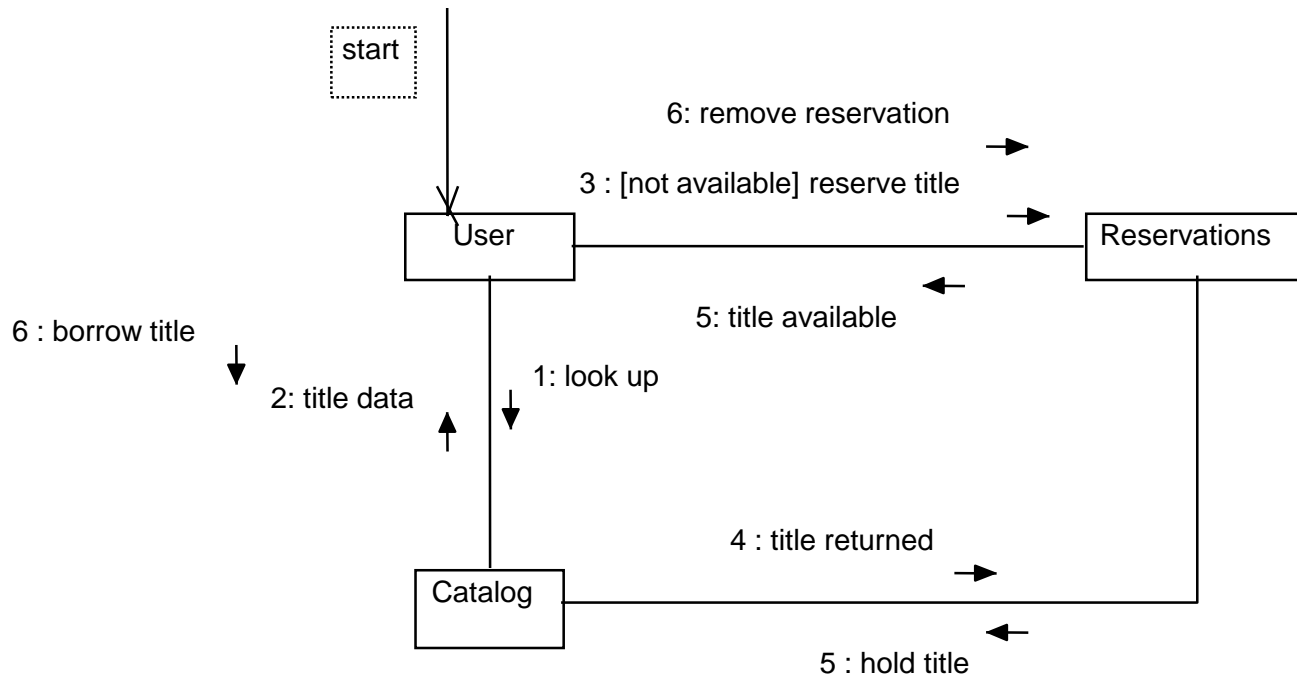 start
6: remove reservation
3 : [not available] reserve title
User
Reservations
5: title available
6 : borrow title
1: look up
2: title data
4 : title returned
Catalog
5 : hold title